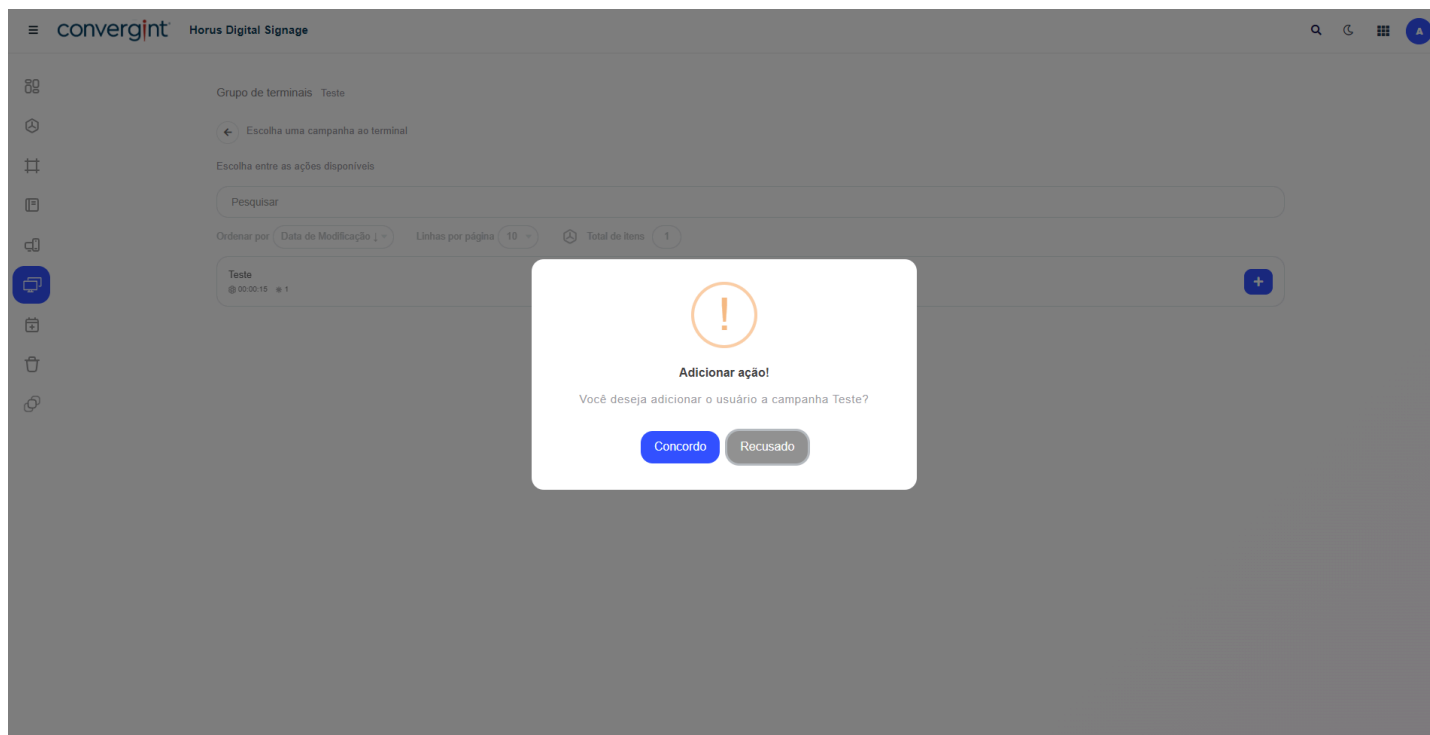 convergint Horus Digital Signage
A
Grupo de terminais Teste
Escolha uma campanha ao terminal
Escolha entre as ações disponíveis
Pesquisar
Ordenar por Data de Modificação ↓ Linhas por página 10 Total de Itens 1
Teste
00:00:15 1
+
!
Adicionar ação!
Você deseja adicionar o usuário a campanha Teste?
Concordo Recusado